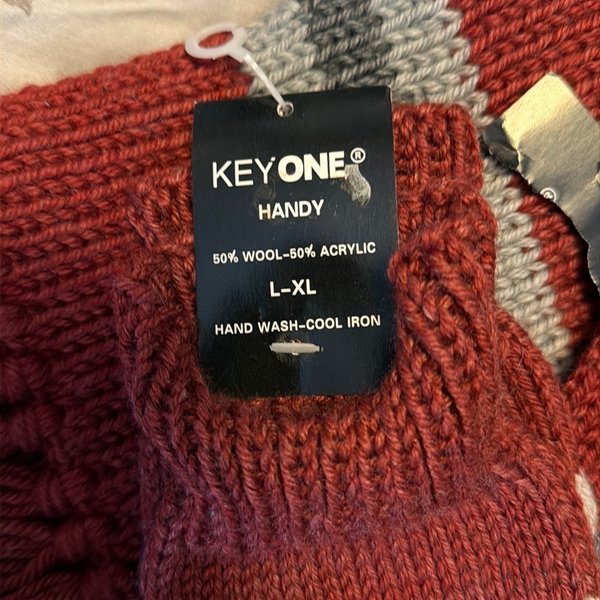 KEYONE®
HANDY
50% WOOL-50% ACRYLIC
L-XL
HAND WASH-COOL IRON
®